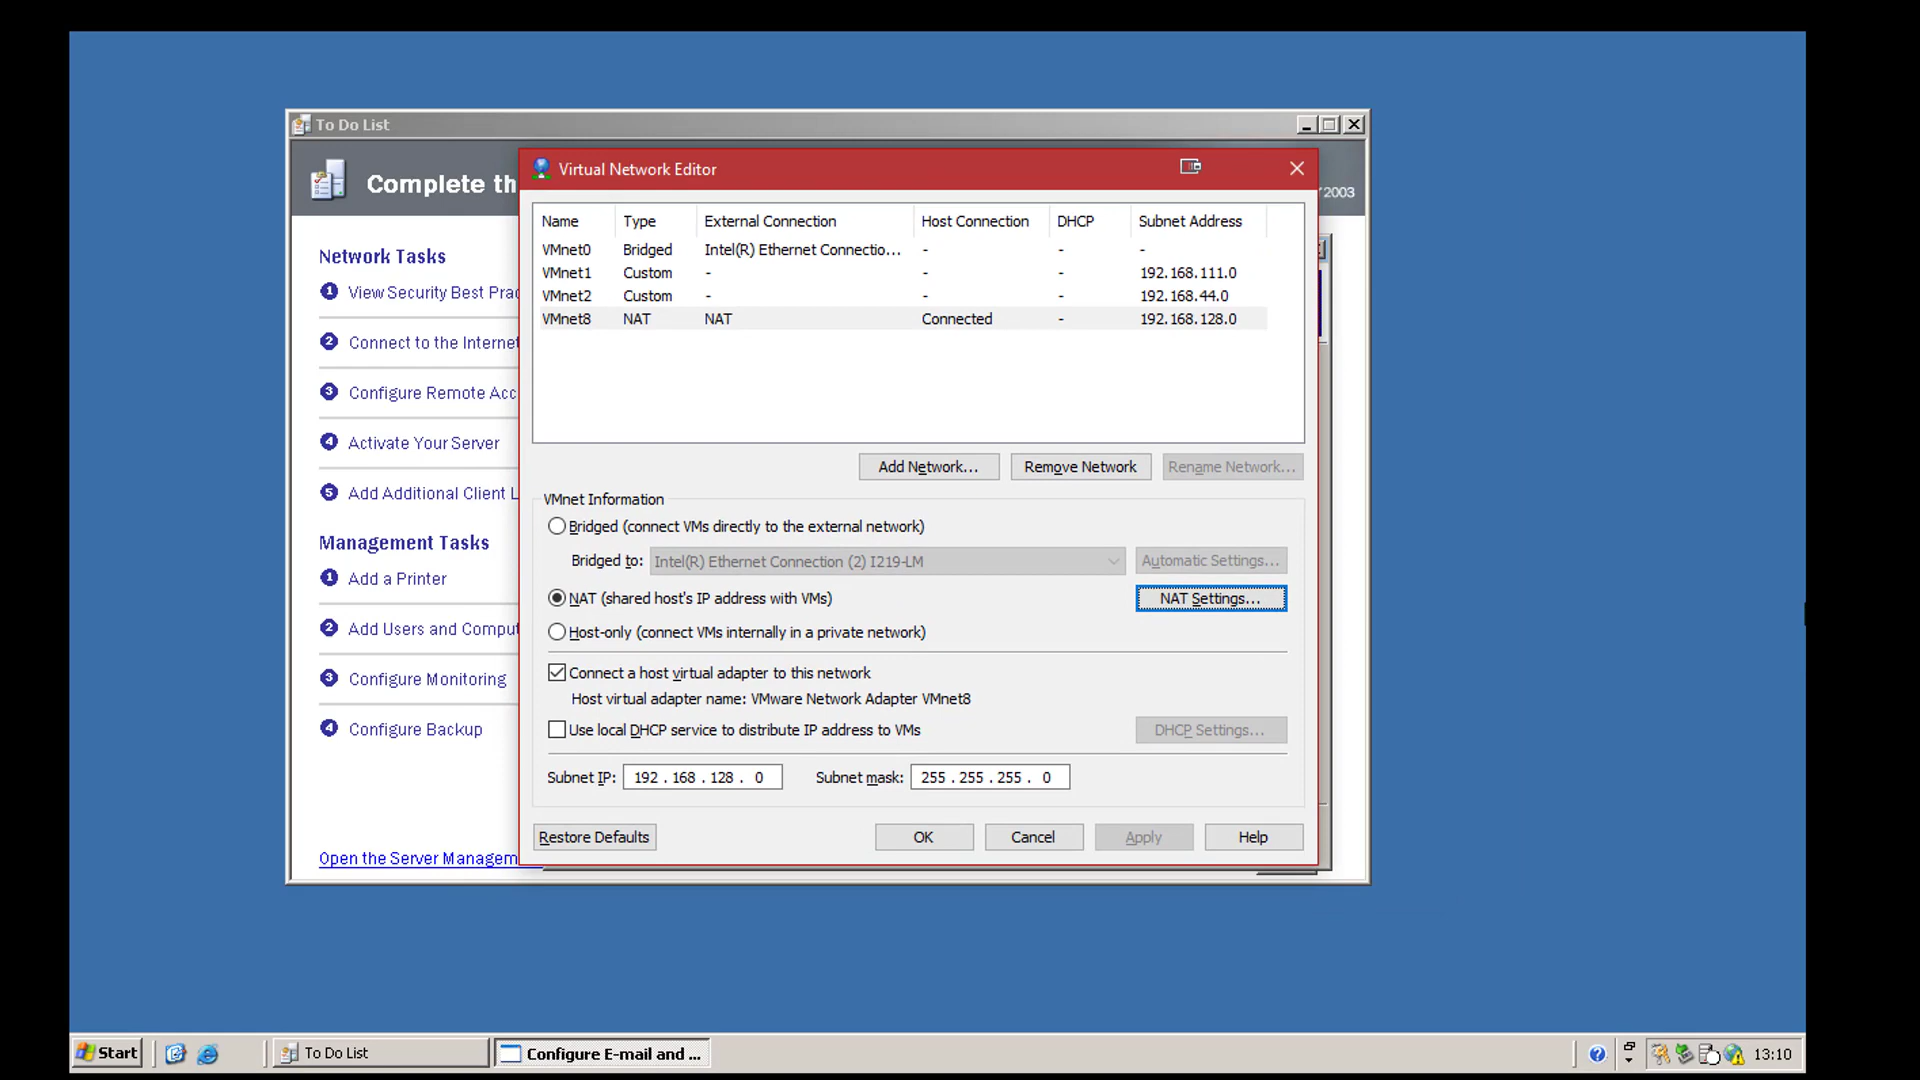 To Do List
Complete th
2003
Virtual Network Editor
Name Type External Connection Host Connection DHCP Subnet Address
VMnet0 Bridged Intel(R) Ethernet Connectio... - - -
VMnet1 Custom - - - 192.168.111.0
VMnet2 Custom - - - 192.168.44.0
VMnet8 NAT NAT Connected - 192.168.128.0
Add Network... Remove Network Rename Network...
VMnet Information
Bridged (connect VMs directly to the external network)
Bridged to: Intel(R) Ethernet Connection (2) I219-LM Automatic Settings...
NAT (shared host's IP address with VMs) NAT Settings...
Host-only (connect VMs internally in a private network)
Connect a host virtual adapter to this network
Host virtual adapter name: VMware Network Adapter VMnet8
Use local DHCP service to distribute IP address to VMs DHCP Settings...
Subnet IP: 192 . 168 . 128 . 0 Subnet mask: 255 . 255 . 255 . 0
Restore Defaults OK Cancel Apply Help
Network Tasks
1 View Security Best Prac
2 Connect to the Internet
3 Configure Remote Acc
4 Activate Your Server
5 Add Additional Client L
Management Tasks
1 Add a Printer
2 Add Users and Comput
3 Configure Monitoring
4 Configure Backup
Open the Server Managem
Start To Do List Configure E-mail and ... 13:10